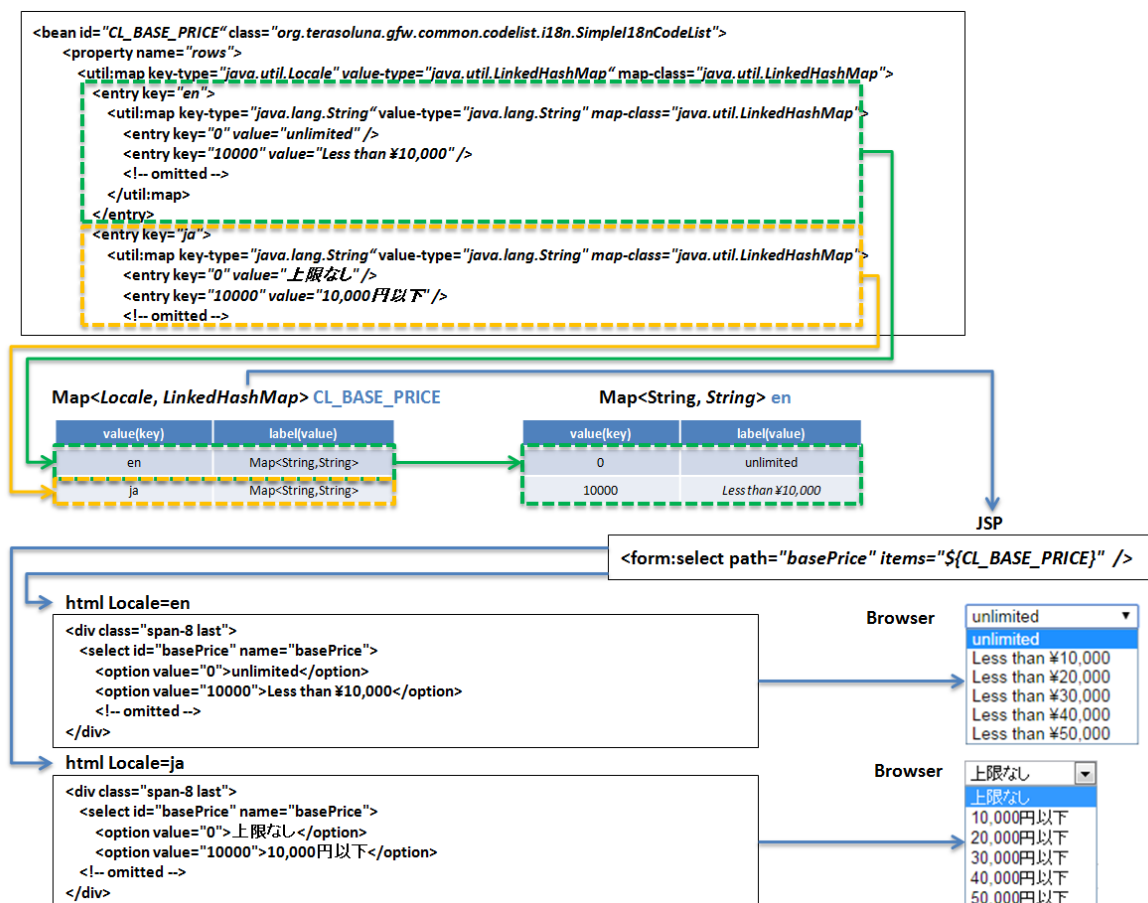 <bean id="CL_BASE_PRICE“ class="org.terasoluna.gfw.common.codelist.i18n.SimpleI18nCodeList">
<property name="rows">
<util:map key-type="java.util.Locale" value-type="java.util.LinkedHashMap“ map-class="java.util.LinkedHashMap">
<entry key="en">
<util:map key-type="java.lang.String“ value-type="java.lang.String" map-class="java.util.LinkedHashMap">
<entry key="0" value="unlimited" />
<entry key="10000" value="Less than ¥10,000" />
<!-- omitted -->
</util:map>
</entry>
<entry key="ja">
<util:map key-type="java.lang.String“ value-type="java.lang.String" map-class="java.util.LinkedHashMap">
<entry key="0" value="上限なし" />
<entry key="10000" value="10,000円以下" />
<!-- omitted -->
Map<Locale, LinkedHashMap> CL_BASE_PRICE
value(key) label(value)
en Map<String,String>
ja Map<String,String>
Map<String, String> en
value(key) label(value)
0 unlimited
10000 Less than ¥10,000
JSP
<form:select path="basePrice" items="${CL_BASE_PRICE}" />
html Locale=en
<div class="span-8 last">
<select id="basePrice" name="basePrice">
<option value="0">unlimited</option>
<option value="10000">Less than ¥10,000</option>
<!-- omitted -->
</div>
Browser
unlimited
unlimited
Less than ¥10,000
Less than ¥20,000
Less than ¥30,000
Less than ¥40,000
Less than ¥50,000
html Locale=ja
<div class="span-8 last">
<select id="basePrice" name="basePrice">
<option value="0">上限なし</option>
<option value="10000">10,000円以下</option>
<!-- omitted -->
</div>
Browser
上限なし
上限なし
10,000円以下
20,000円以下
30,000円以下
40,000円以下
50,000円以下